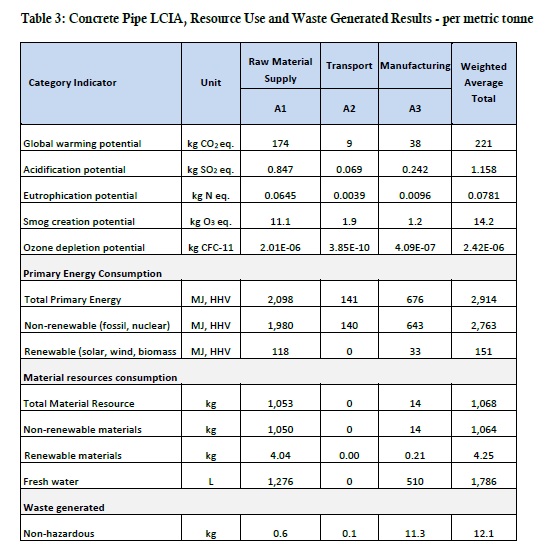 Table 3: Concrete Pipe LCIA, Resource Use and Waste Generated Results - per metric tonne
Category Indicator Unit Raw Material Supply Transport Manufacturing Weighted Average Total
A1 A2 A3
Global warming potential kg CO₂ eq. 174 9 38 221
Acidification potential kg SO₂ eq. 0.847 0.069 0.242 1.158
Eutrophication potential kg N eq. 0.0645 0.0039 0.0096 0.0781
Smog creation potential kg O₃ eq. 11.1 1.9 1.2 14.2
Ozone depletion potential kg CFC-11 2.01E-06 3.85E-10 4.09E-07 2.42E-06
Primary Energy Consumption
Total Primary Energy MJ, HHV 2,098 141 676 2,914
Non-renewable (fossil, nuclear) MJ, HHV 1,980 140 643 2,763
Renewable (solar, wind, biomass MJ, HHV 118 0 33 151
Material resources consumption
Total Material Resource kg 1,053 0 14 1,068
Non-renewable materials kg 1,050 0 14 1,064
Renewable materials kg 4.04 0.00 0.21 4.25
Fresh water L 1,276 0 510 1,786
Waste generated
Non-hazardous kg 0.6 0.1 11.3 12.1